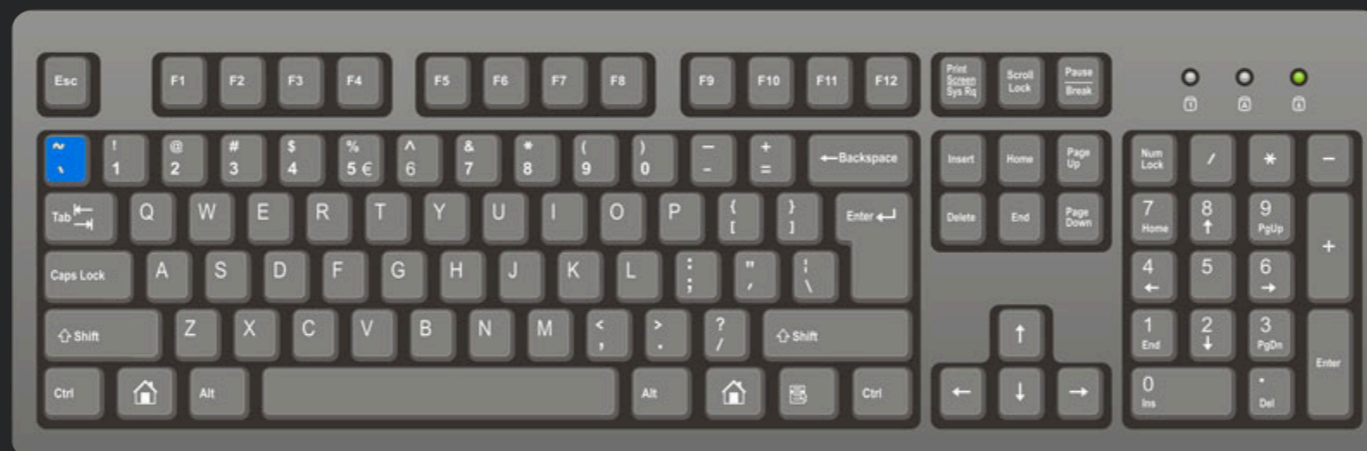 Esc F1 F2 F3 F4 F5 F6 F7 F8 F9 F10 F11 F12 Print Screen Sys Rq Scroll Lock Pause Break
1 A
~ ! @ # $ % ^ & * ( ) — +
` 1 2 3 4 5 € 6 7 8 9 0 - = ←Backspace Insert Home Page Up Num Lock / * −
Tab Q W E R T Y U I O P { [ } ] Enter Delete End Page Down 7 Home 8 ↑ 9 PgUp +
Caps Lock A S D F G H J K L : ; " ' ¦ \ 4 ← 5 6 →
⇧ Shift Z X C V B N M < , > . ? / ⇧ Shift ↑ 1 End 2 ↓ 3 PgDn Enter
Ctrl Alt Alt Ctrl ← ↓ → 0 Ins . Del